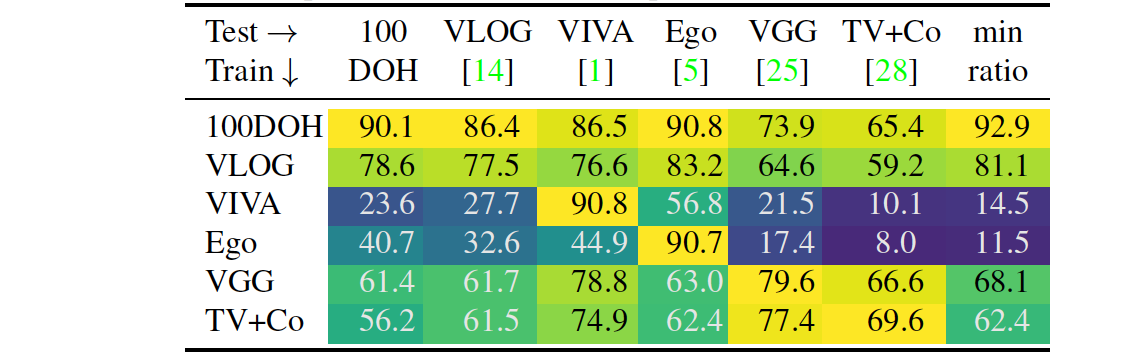 Test → 100 VLOG VIVA Ego VGG TV+Co min
Train ↓ DOH [14] [1] [5] [25] [28] ratio
100DOH 90.1 86.4 86.5 90.8 73.9 65.4 92.9
VLOG 78.6 77.5 76.6 83.2 64.6 59.2 81.1
VIVA 23.6 27.7 90.8 56.8 21.5 10.1 14.5
Ego 40.7 32.6 44.9 90.7 17.4 8.0 11.5
VGG 61.4 61.7 78.8 63.0 79.6 66.6 68.1
TV+Co 56.2 61.5 74.9 62.4 77.4 69.6 62.4